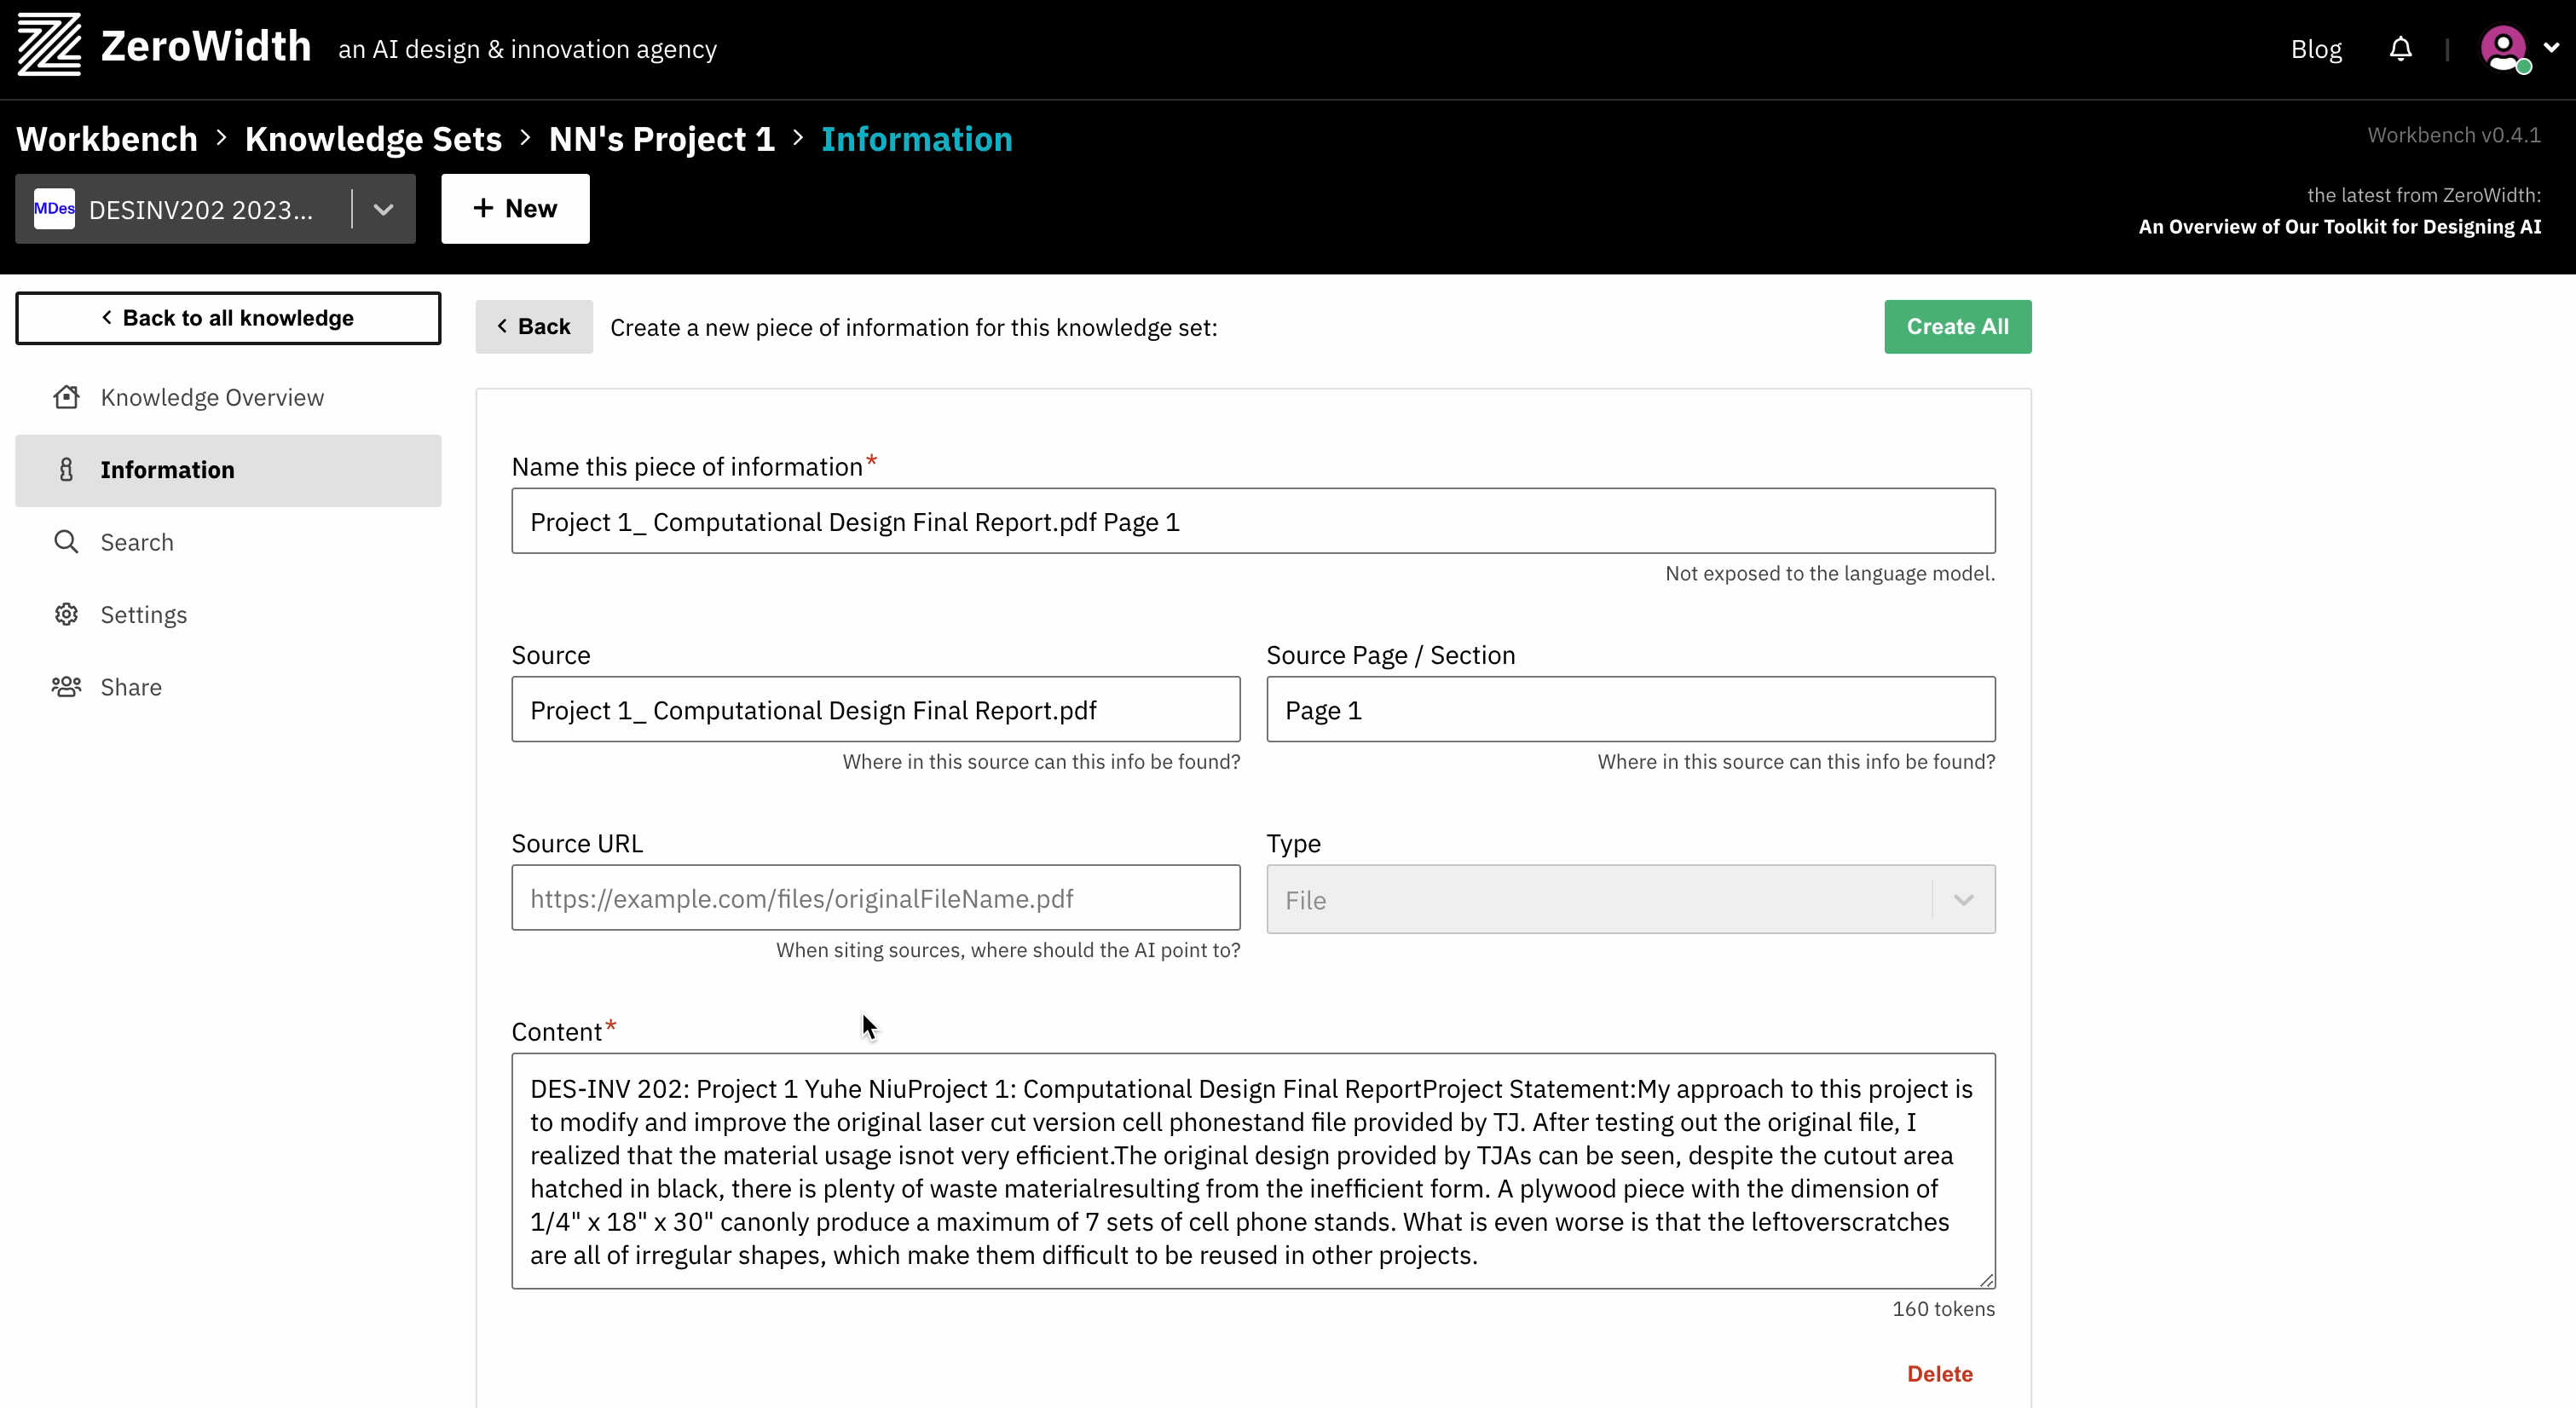 ZeroWidth an AI design & innovation agency
Blog
Workbench > Knowledge Sets > NN's Project 1 > Information
Workbench v0.4.1
MDes DESINV202 2023...
+ New
the latest from ZeroWidth:
An Overview of Our Toolkit for Designing AI
< Back to all knowledge
Knowledge Overview
Information
Search
Settings
Share
< Back
Create a new piece of information for this knowledge set:
Create All
Name this piece of information*
Project 1_ Computational Design Final Report.pdf Page 1
Not exposed to the language model.
Source
Project 1_ Computational Design Final Report.pdf
Where in this source can this info be found?
Source Page / Section
Page 1
Where in this source can this info be found?
Source URL
https://example.com/files/originalFileName.pdf
When siting sources, where should the AI point to?
Type
File
Content*
DES-INV 202: Project 1 Yuhe NiuProject 1: Computational Design Final ReportProject Statement:My approach to this project is
to modify and improve the original laser cut version cell phonestand file provided by TJ. After testing out the original file, I
realized that the material usage isnot very efficient.The original design provided by TJAs can be seen, despite the cutout area
hatched in black, there is plenty of waste materialresulting from the inefficient form. A plywood piece with the dimension of
1/4" x 18" x 30" canonly produce a maximum of 7 sets of cell phone stands. What is even worse is that the leftoverscratches
are all of irregular shapes, which make them difficult to be reused in other projects.
160 tokens
Delete